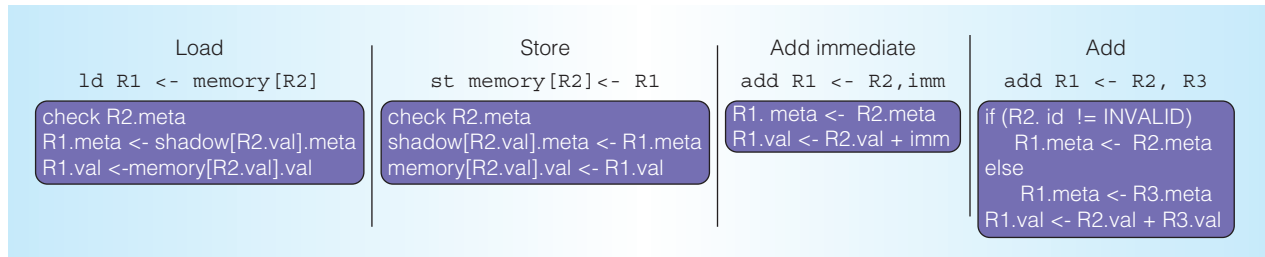 Load
ld R1 <- memory[R2]
check R2.meta
R1.meta <- shadow[R2.val].meta
R1.val <-memory[R2.val].val
Store
st memory[R2]<- R1
check R2.meta
shadow[R2.val].meta <- R1.meta
memory[R2.val].val <- R1.val
Add immediate
add R1 <- R2,imm
R1. meta <- R2.meta
R1.val <- R2.val + imm
Add
add R1 <- R2, R3
if (R2. id != INVALID)
R1.meta <- R2.meta
else
R1.meta <- R3.meta
R1.val <- R2.val + R3.val